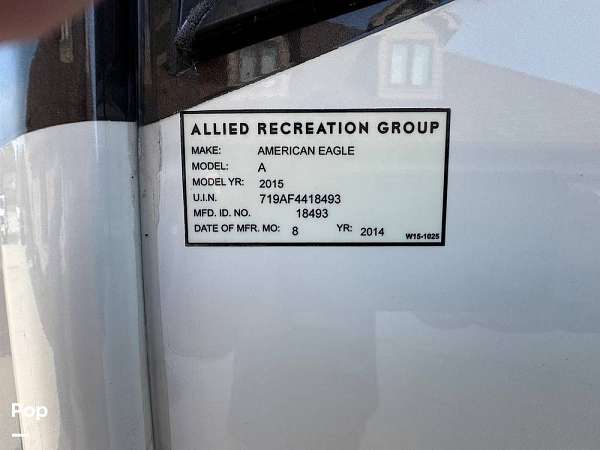 ALLIED RECREATION GROUP
MAKE: AMERICAN EAGLE
MODEL: A
MODEL YR: 2015
U.I.N. 719AF4418493
MFD. ID. NO. 18493
DATE OF MFR. MO: 8 YR: 2014
W15-1025
Pop